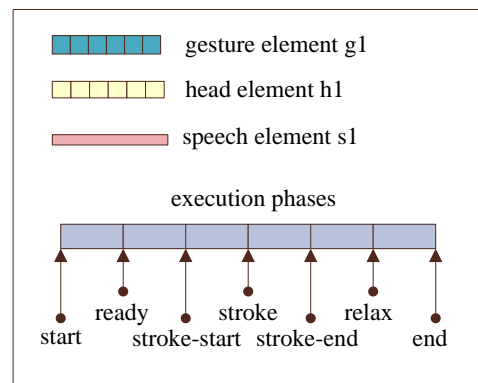 gesture element g1
head element h1
speech element s1
execution phases
ready stroke relax
start stroke-start stroke-end end